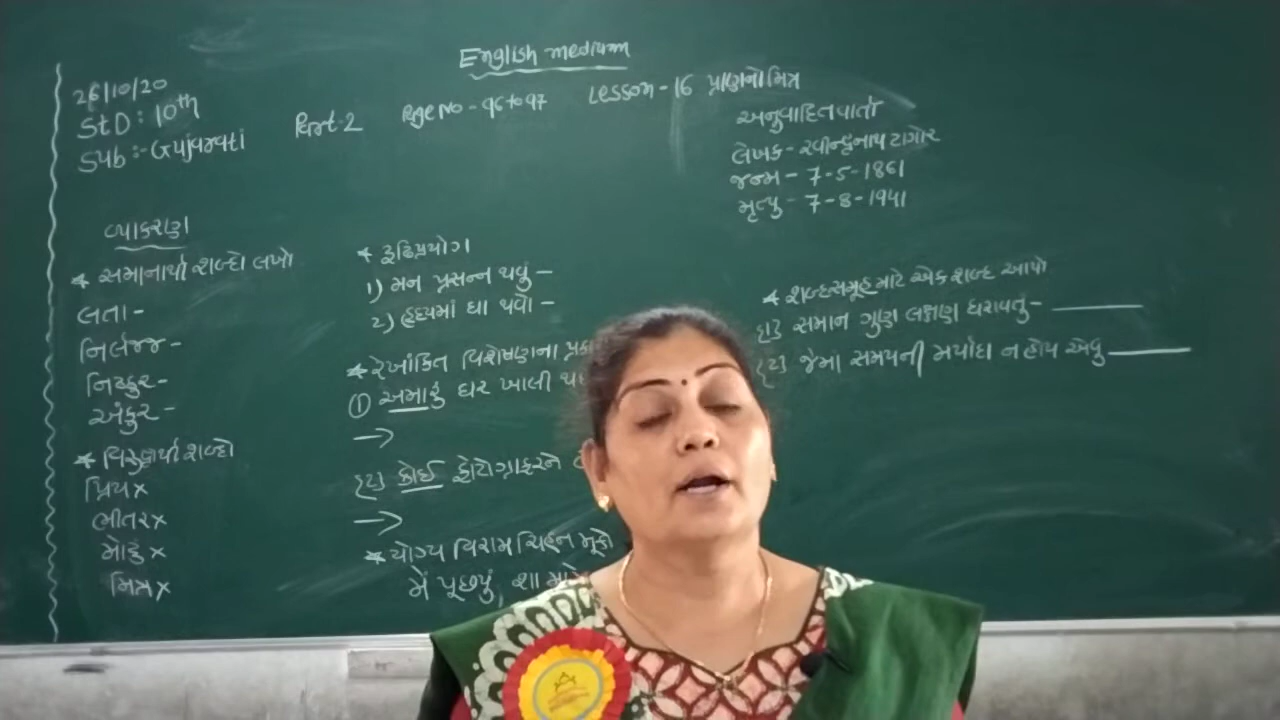 English medium
26/10/20
StD : 10th
Sub :- Gujarati
Part 2
Page No - 96 to 97
Lesson - 16 પ્રાણનો મિત્ર
અનુવાદિત વાર્તા
લેખક - રવીન્દ્રનાથ ટાગોર
જન્મ - 7-5-1861
મૃત્યુ - 7-8-1941
વ્યાકરણ
* સમાનાર્થી શબ્દો લખો
લતા -
નિર્લજ્જ -
નિષ્ઠુર -
અંકુર -
* વિરુદ્ધાર્થી શબ્દો
પ્રિય ×
ભીતર ×
મોડું ×
મિત્ર ×
* રૂઢિપ્રયોગ
1) મન પ્રસન્ન થવું -
2) હૃદયમાં ઘા થવો -
* રેખાંકિત વિશેષણના
① અમારું ઘર ખાલી
→
[2] કોઈ ફોટોગ્રાફરને
→
* યોગ્ય વિરામ ચિહ્ન મૂકો
મેં પૂછ્યું, શા માટે
* શબ્દસમૂહ માટે એક શબ્દ આપો
[1] સમાન ગુણ લક્ષણ ધરાવતુ - ______
[2] જેમા સમયની મર્યાદા ન હોય એવુ ______